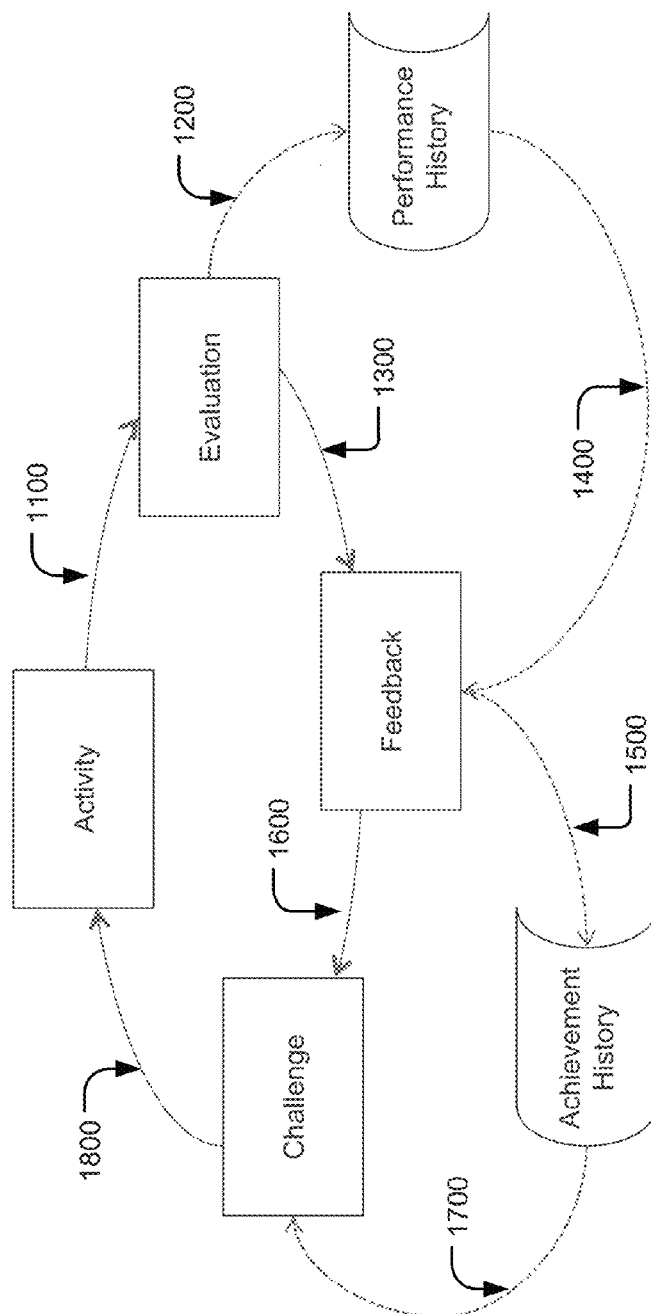 1100
1200
Activity
Evaluation
Performance
History
1800
1600
1300
Challenge
Feedback
1400
1700
Achievement
History
1500